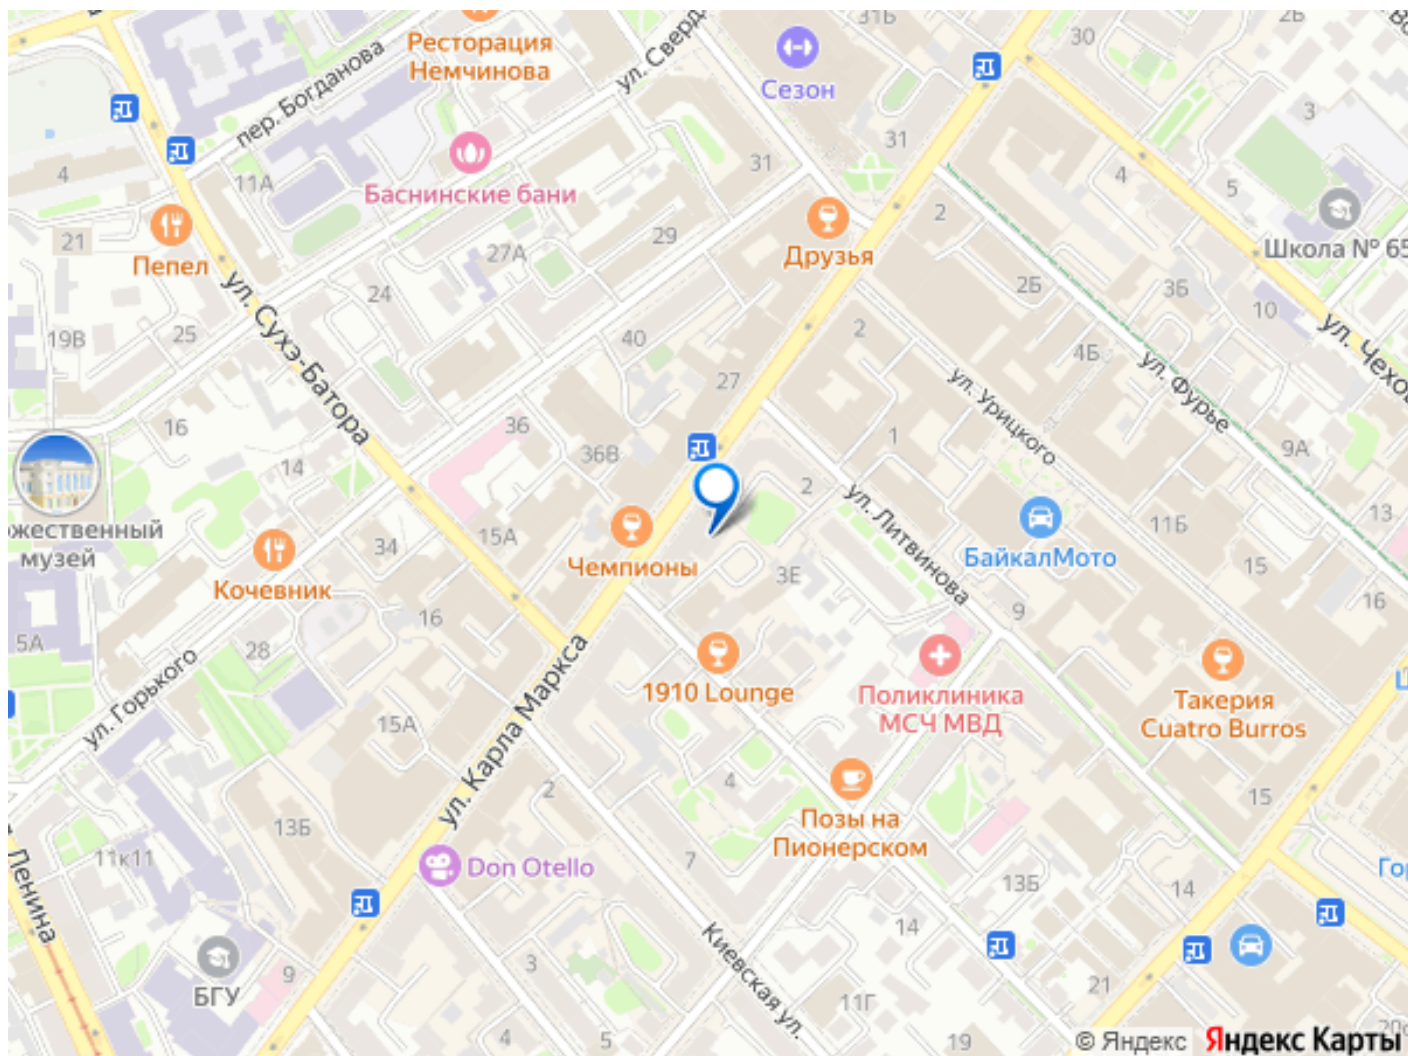 31Б
2Б
30
Ресторация
Немчинова
ул. Сверд
Сезон
пер. Богданова
3
31
31
4
11А
Баснинские бани
4
5
2
Школа № 65
21
Пепел
29
Друзья
27А
24
2Б
3Б
10
ул. Сухэ-Батора
19В
25
40
2
4Б
ул. Чехо
ул. Фурье
27
ул. Урицкого
16
36
1
9А
36В
14
2
ул. Литвинова
ожественный
музей
15А
34
Чемпионы
БайкалМото
11Б
13
Кочевник
3Е
15
16
16
9
5А
28
ул. Горького
1910 Lounge
Поликлиника
МСЧ МВД
Такерия
Cuatro Burros
15А
ул. Карла Маркса
2
4
15
Позы на
Пионерском
13Б
11к11
Ленина
Don Otello
7
13Б
14
Гор
14
Киевская ул.
3
БГУ
9
11Г
21
4
5
19
© Яндекс Яндекс Карты